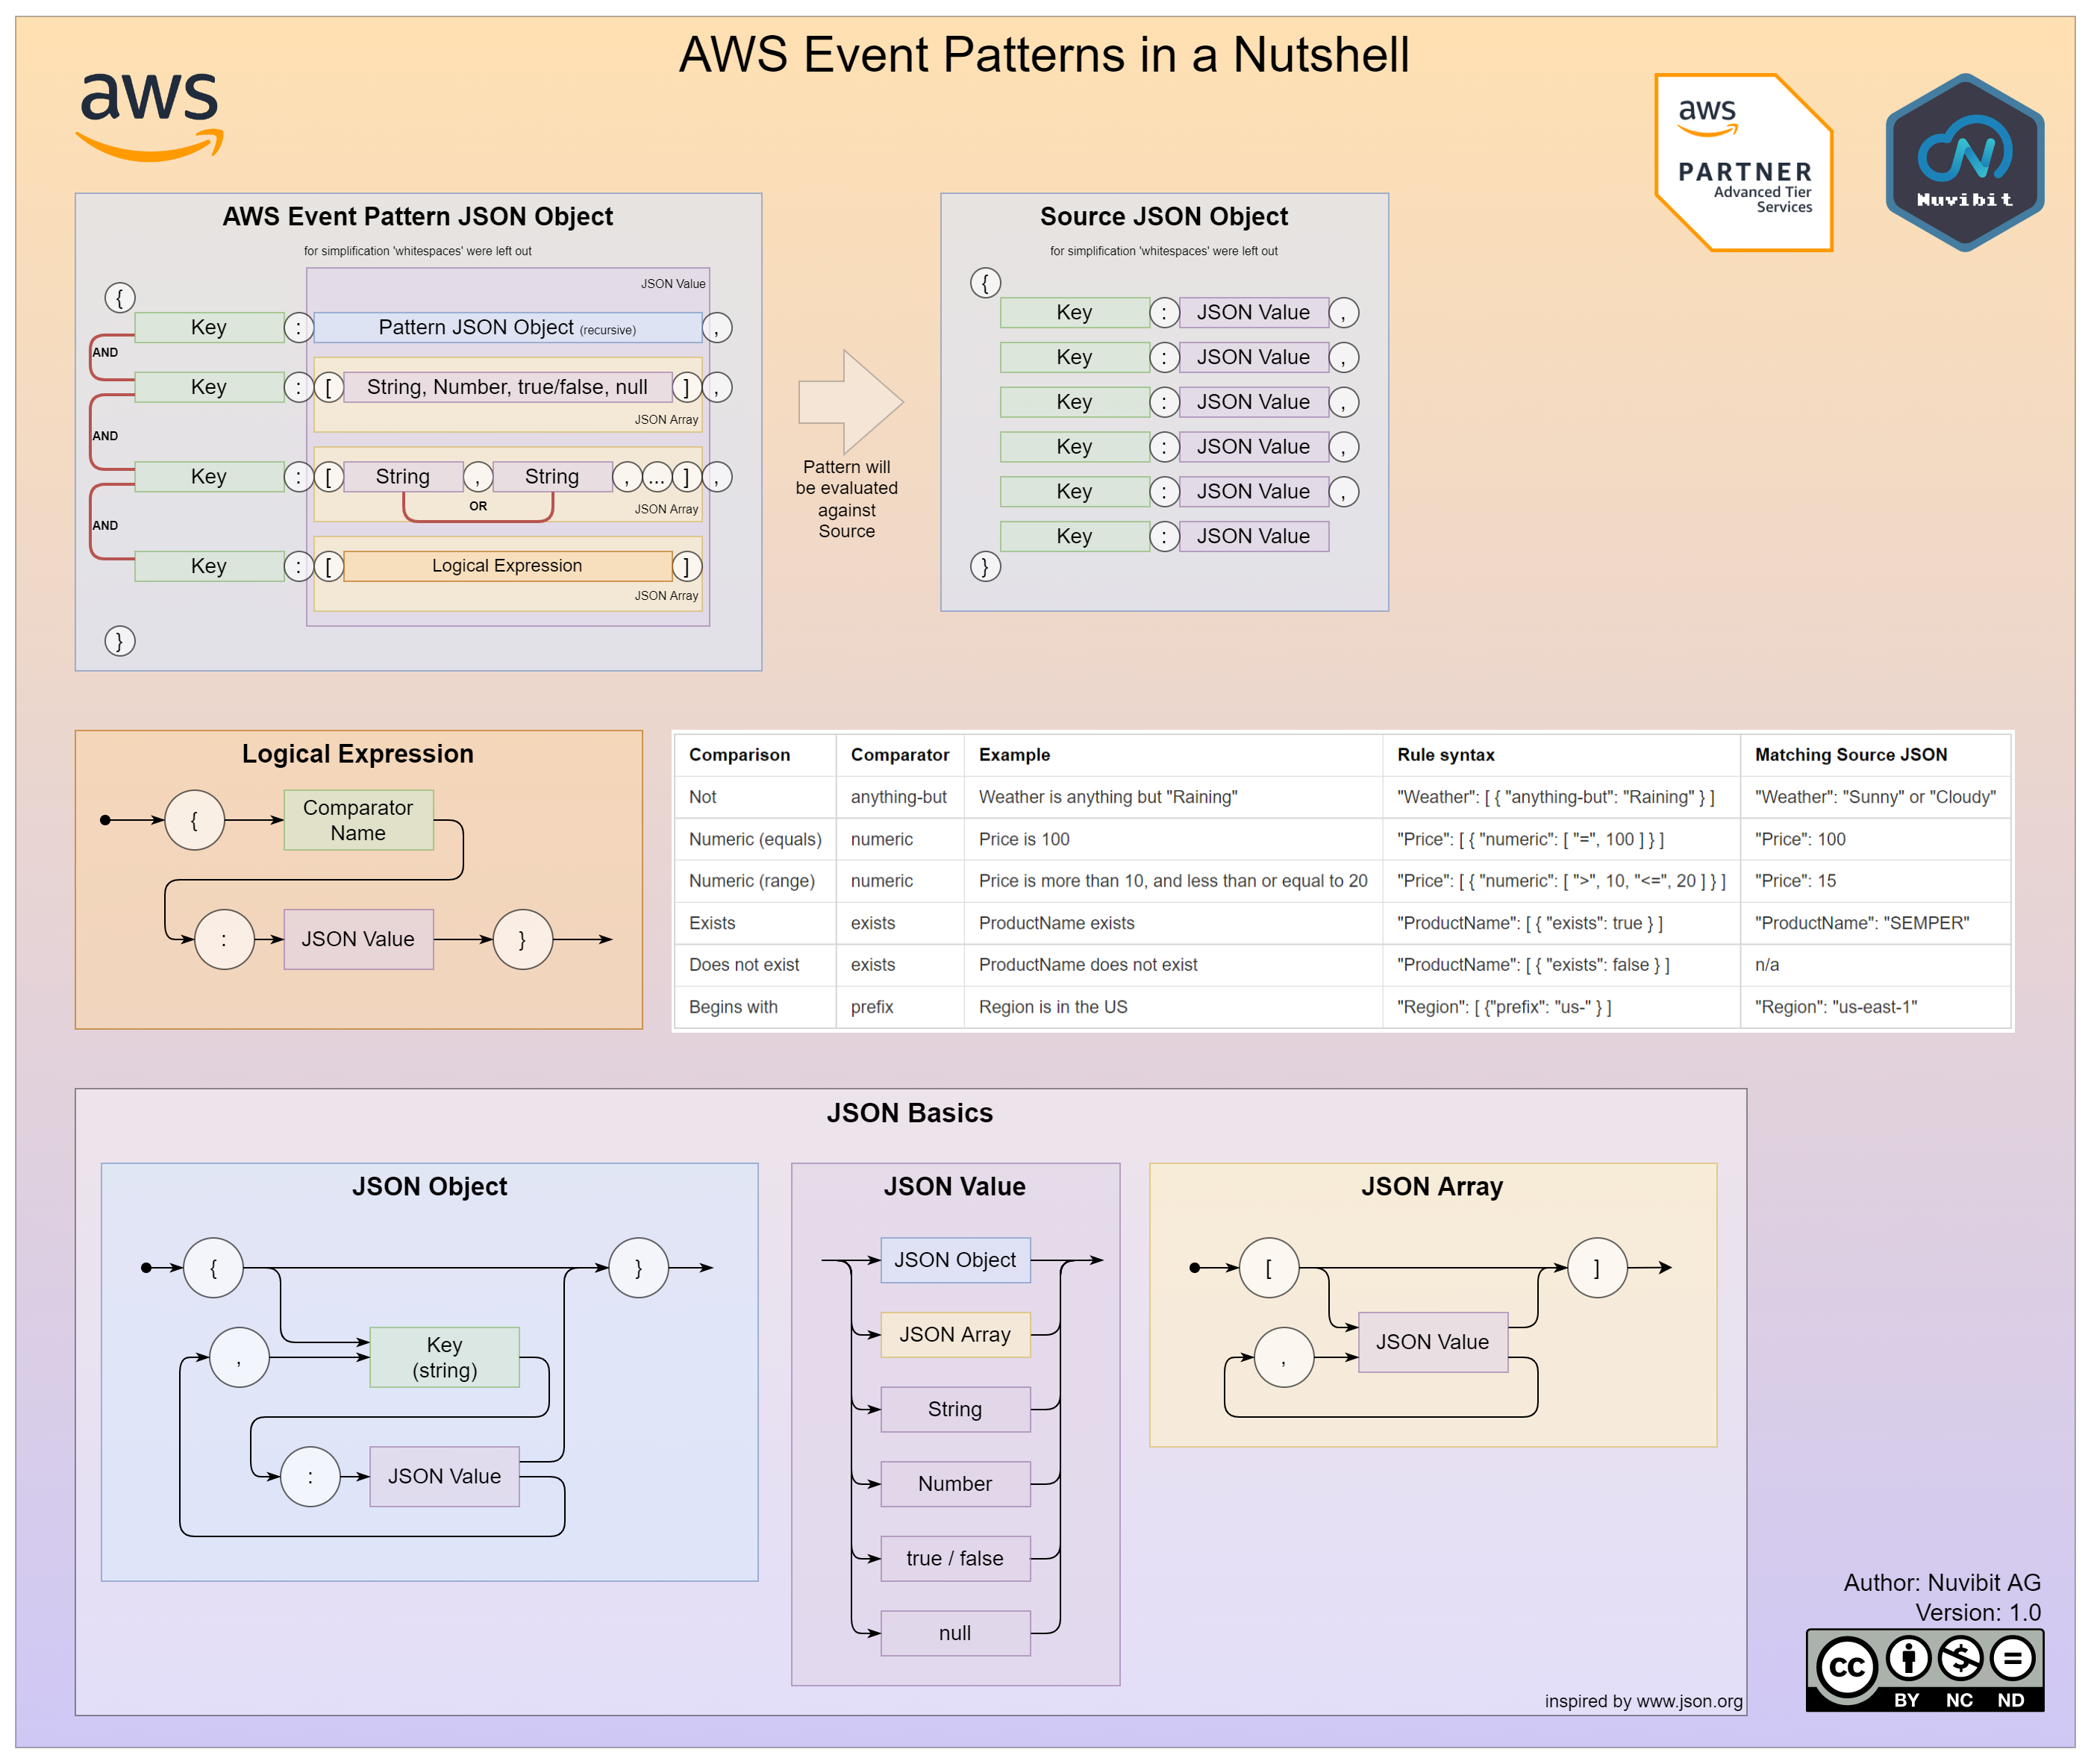 AWS Event Patterns in a Nutshell
aws
aws
PARTNER
Advanced Tier
Services
Nuvibit
AWS Event Pattern JSON Object
for simplification 'whitespaces' were left out
JSON Value
{
Key : Pattern JSON Object (recursive) ,
AND
Key : [ String, Number, true/false, null ] ,
JSON Array
AND
Key : [ String , String , ... ] ,
OR
JSON Array
AND
Key : [ Logical Expression ]
JSON Array
}
Pattern will
be evaluated
against
Source
Source JSON Object
for simplification 'whitespaces' were left out
{
Key : JSON Value ,
Key : JSON Value ,
Key : JSON Value ,
Key : JSON Value ,
Key : JSON Value ,
Key : JSON Value
}
Logical Expression
{ Comparator
Name
: JSON Value }
Comparison Comparator Example Rule syntax Matching Source JSON
Not anything-but Weather is anything but "Raining" "Weather": [ { "anything-but": "Raining" } ] "Weather": "Sunny" or "Cloudy"
Numeric (equals) numeric Price is 100 "Price": [ { "numeric": [ "=", 100 ] } ] "Price": 100
Numeric (range) numeric Price is more than 10, and less than or equal to 20 "Price": [ { "numeric": [ ">", 10, "<=", 20 ] } ] "Price": 15
Exists exists ProductName exists "ProductName": [ { "exists": true } ] "ProductName": "SEMPER"
Does not exist exists ProductName does not exist "ProductName": [ { "exists": false } ] n/a
Begins with prefix Region is in the US "Region": [ {"prefix": "us-" } ] "Region": "us-east-1"
JSON Basics
JSON Object
{ }
, Key
(string)
: JSON Value
JSON Value
JSON Object
JSON Array
String
Number
true / false
null
JSON Array
[ ]
JSON Value
,
inspired by www.json.org
Author: Nuvibit AG
Version: 1.0
cc
BY NC ND